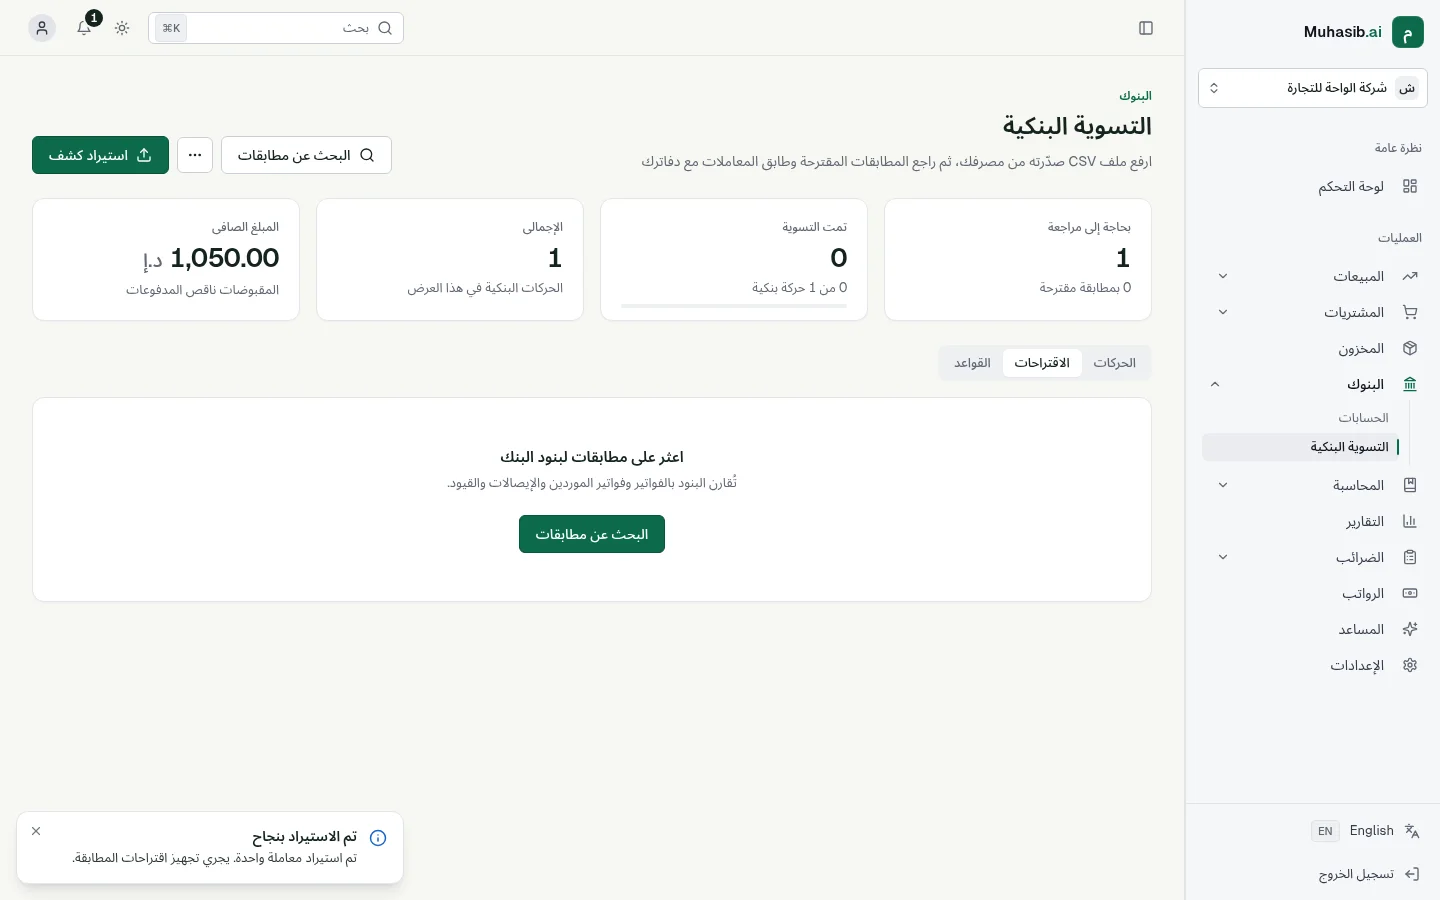 م
Muhasib.ai
ش
شركة الواحة للتجارة
نظرة عامة
لوحة التحكم
العمليات
المبيعات
المشتريات
المخزون
البنوك
الحسابات
التسوية البنكية
المحاسبة
التقارير
الضرائب
الرواتب
المساعد
الإعدادات
English EN
تسجيل الخروج
بحث ⌘K
1
البنوك
التسوية البنكية
ارفع ملف CSV صدّرته من مصرفك، ثم راجع المطابقات المقترحة وطابق المعاملات مع دفاترك
البحث عن مطابقات
استيراد كشف
بحاجة إلى مراجعة
1
0 بمطابقة مقترحة
تمت التسوية
0
0 من 1 حركة بنكية
الإجمالي
1
الحركات البنكية في هذا العرض
المبلغ الصافي
1,050.00 د.إ
المقبوضات ناقص المدفوعات
الحركات
الاقتراحات
القواعد
اعثر على مطابقات لبنود البنك
تُقارن البنود بالفواتير وفواتير الموردين والإيصالات والقيود.
البحث عن مطابقات
تم الاستيراد بنجاح
تم استيراد معاملة واحدة. يجري تجهيز اقتراحات المطابقة.